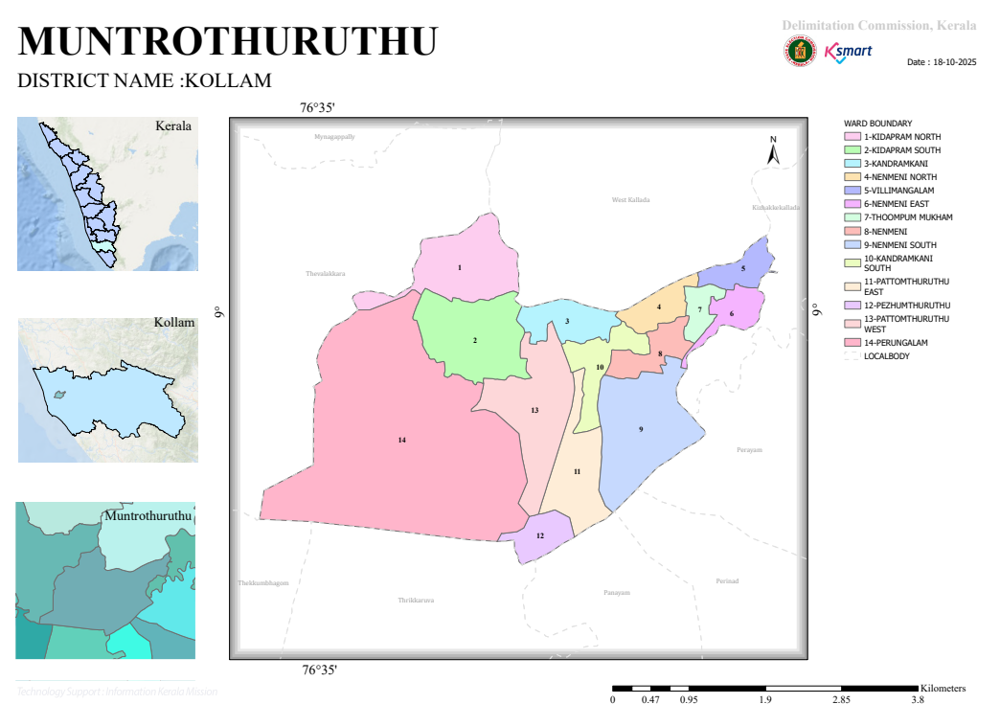 MUNTROTHURUTHU
DISTRICT NAME :KOLLAM
Delimitation Commission, Kerala
Ksmart
Date : 18-10-2025
Kerala
Kollam
Muntrothuruthu
76°35'
76°35'
9°
9°
N
Mynagappally
West Kallada
Kizhakkekallada
Thevalakkara
Perayam
Thekkumbhagom
Thrikkaruva
Panayam
Perinad
1
2
3
4
5
6
7
8
9
10
11
12
13
14
WARD BOUNDARY
1-KIDAPRAM NORTH
2-KIDAPRAM SOUTH
3-KANDRAMKANI
4-NENMENI NORTH
5-VILLIMANGALAM
6-NENMENI EAST
7-THOOMPUM MUKHAM
8-NENMENI
9-NENMENI SOUTH
10-KANDRAMKANI
SOUTH
11-PATTOMTHURUTHU
EAST
12-PEZHUMTHURUTHU
13-PATTOMTHURUTHU
WEST
14-PERUNGALAM
LOCALBODY
Technology Support : Information Kerala Mission
Kilometers
0 0.47 0.95 1.9 2.85 3.8